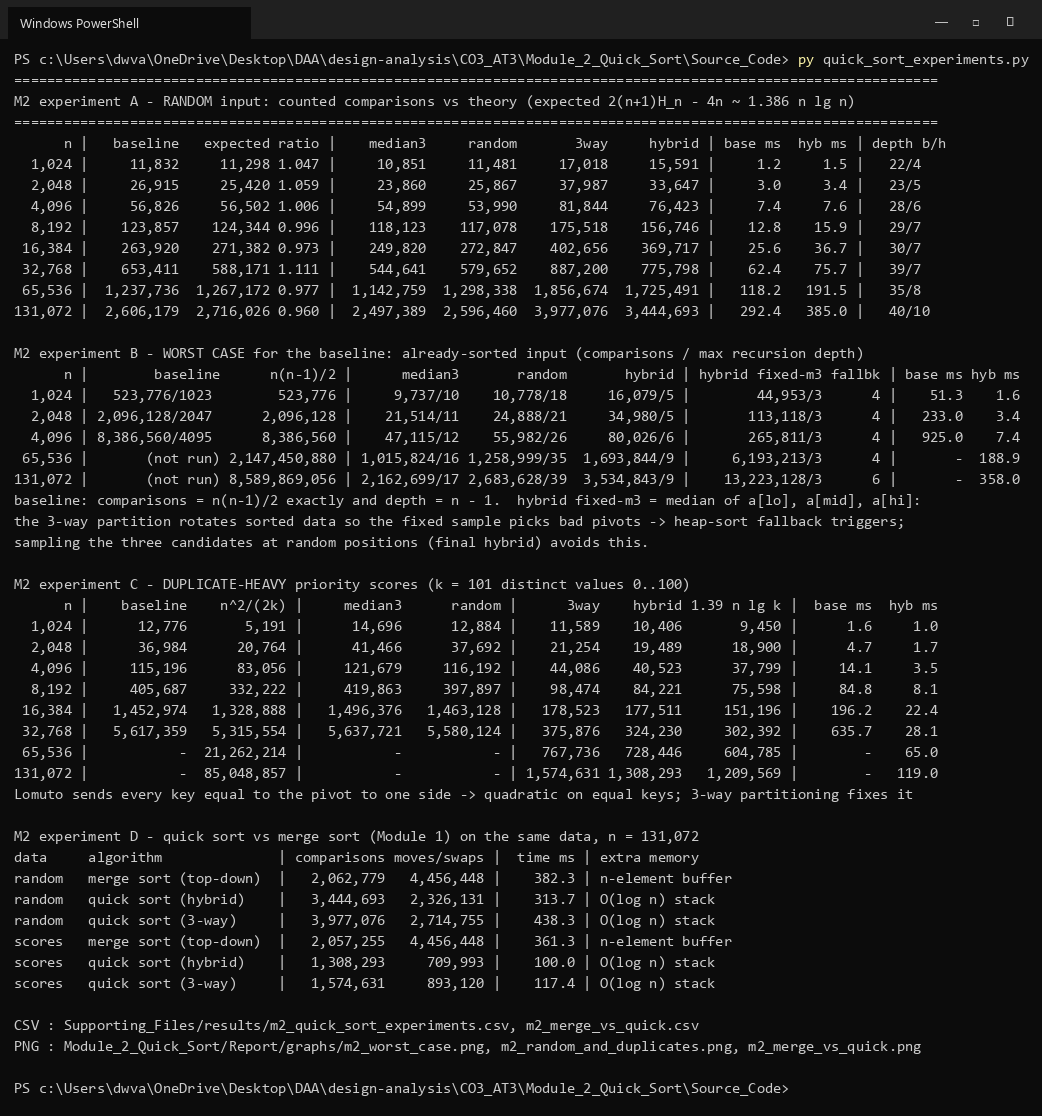 Windows PowerShell
PS c:\Users\dwva\OneDrive\Desktop\DAA\design-analysis\CO3_AT3\Module_2_Quick_Sort\Source_Code> py quick_sort_experiments.py
================================================================================================================
M2 experiment A - RANDOM input: counted comparisons vs theory (expected 2(n+1)H_n - 4n ~ 1.386 n lg n)
================================================================================================================
      n |   baseline   expected ratio |    median3     random       3way     hybrid | base ms  hyb ms | depth b/h
  1,024 |     11,832     11,298 1.047 |     10,851     11,481     17,018     15,591 |     1.2     1.5 |   22/4
  2,048 |     26,915     25,420 1.059 |     23,860     25,867     37,987     33,647 |     3.0     3.4 |   23/5
  4,096 |     56,826     56,502 1.006 |     54,899     53,990     81,844     76,423 |     7.4     7.6 |   28/6
  8,192 |    123,857    124,344 0.996 |    118,123    117,078    175,518    156,746 |    12.8    15.9 |   29/7
 16,384 |    263,920    271,382 0.973 |    249,820    272,847    402,656    369,717 |    25.6    36.7 |   30/7
 32,768 |    653,411    588,171 1.111 |    544,641    579,652    887,200    775,798 |    62.4    75.7 |   39/7
 65,536 |  1,237,736  1,267,172 0.977 |  1,142,759  1,298,338  1,856,674  1,725,491 |   118.2   191.5 |   35/8
131,072 |  2,606,179  2,716,026 0.960 |  2,497,389  2,596,460  3,977,076  3,444,693 |   292.4   385.0 |   40/10
M2 experiment B - WORST CASE for the baseline: already-sorted input (comparisons / max recursion depth)
      n |        baseline      n(n-1)/2 |      median3       random       hybrid | hybrid fixed-m3 fallbk | base ms hyb ms
  1,024 |   523,776/1023       523,776 |     9,737/10    10,778/18     16,079/5 |        44,953/3      4 |    51.3    1.6
  2,048 | 2,096,128/2047     2,096,128 |    21,514/11    24,888/21     34,980/5 |       113,118/3      4 |   233.0    3.4
  4,096 | 8,386,560/4095     8,386,560 |    47,115/12    55,982/26     80,026/6 |       265,811/3      4 |   925.0    7.4
 65,536 |       (not run) 2,147,450,880 | 1,015,824/16 1,258,999/35  1,693,844/9 |     6,193,213/3      4 |       -  188.9
131,072 |       (not run) 8,589,869,056 | 2,162,699/17 2,683,628/39  3,534,843/9 |    13,223,128/3      6 |       -  358.0
baseline: comparisons = n(n-1)/2 exactly and depth = n - 1.  hybrid fixed-m3 = median of a[lo], a[mid], a[hi]:
the 3-way partition rotates sorted data so the fixed sample picks bad pivots -> heap-sort fallback triggers;
sampling the three candidates at random positions (final hybrid) avoids this.
M2 experiment C - DUPLICATE-HEAVY priority scores (k = 101 distinct values 0..100)
      n |    baseline    n^2/(2k) |     median3      random |      3way    hybrid 1.39 n lg k |  base ms  hyb ms
  1,024 |      12,776       5,191 |      14,696      12,884 |    11,589    10,406       9,450 |      1.6     1.0
  2,048 |      36,984      20,764 |      41,466      37,692 |    21,254    19,489      18,900 |      4.7     1.7
  4,096 |     115,196      83,056 |     121,679     116,192 |    44,086    40,523      37,799 |     14.1     3.5
  8,192 |     405,687     332,222 |     419,863     397,897 |    98,474    84,221      75,598 |     84.8     8.1
 16,384 |   1,452,974   1,328,888 |   1,496,376   1,463,128 |   178,523   177,511     151,196 |    196.2    22.4
 32,768 |   5,617,359   5,315,554 |   5,637,721   5,580,124 |   375,876   324,230     302,392 |    635.7    28.1
 65,536 |           -  21,262,214 |           -           - |   767,736   728,446     604,785 |        -    65.0
131,072 |           -  85,048,857 |           -           - | 1,574,631 1,308,293   1,209,569 |        -   119.0
Lomuto sends every key equal to the pivot to one side -> quadratic on equal keys; 3-way partitioning fixes it
M2 experiment D - quick sort vs merge sort (Module 1) on the same data, n = 131,072
data     algorithm              | comparisons moves/swaps |  time ms | extra memory
random   merge sort (top-down)  |   2,062,779   4,456,448 |    382.3 | n-element buffer
random   quick sort (hybrid)    |   3,444,693   2,326,131 |    313.7 | O(log n) stack
random   quick sort (3-way)     |   3,977,076   2,714,755 |    438.3 | O(log n) stack
scores   merge sort (top-down)  |   2,057,255   4,456,448 |    361.3 | n-element buffer
scores   quick sort (hybrid)    |   1,308,293     709,993 |    100.0 | O(log n) stack
scores   quick sort (3-way)     |   1,574,631     893,120 |    117.4 | O(log n) stack
CSV : Supporting_Files/results/m2_quick_sort_experiments.csv, m2_merge_vs_quick.csv
PNG : Module_2_Quick_Sort/Report/graphs/m2_worst_case.png, m2_random_and_duplicates.png, m2_merge_vs_quick.png
PS c:\Users\dwva\OneDrive\Desktop\DAA\design-analysis\CO3_AT3\Module_2_Quick_Sort\Source_Code>